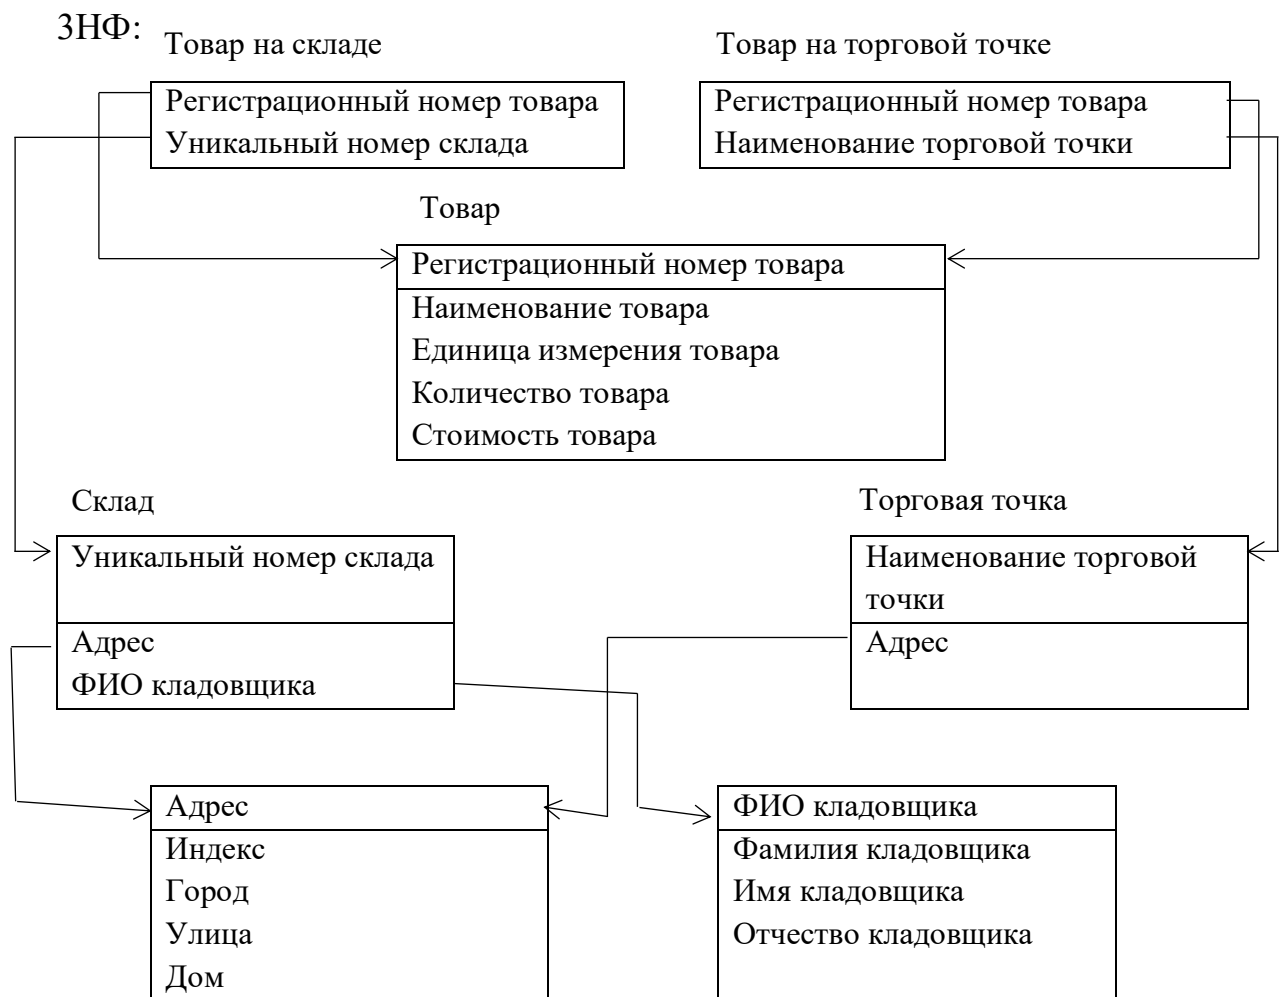 3НФ:
Товар на складе
Товар на торговой точке
Регистрационный номер товара
Уникальный номер склада
Регистрационный номер товара
Наименование торговой точки
Товар
Регистрационный номер товара
Наименование товара
Единица измерения товара
Количество товара
Стоимость товара
Склад
Уникальный номер склада
Адрес
ФИО кладовщика
Торговая точка
Наименование торговой
точки
Адрес
Адрес
Индекс
Город
Улица
Дом
ФИО кладовщика
Фамилия кладовщика
Имя кладовщика
Отчество кладовщика